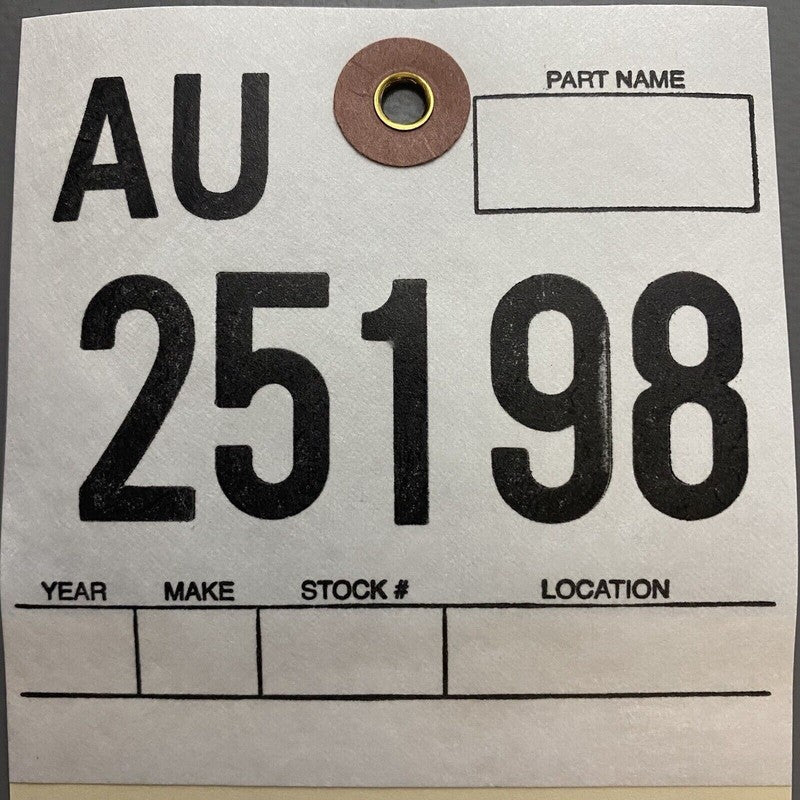 AU
PART NAME
25198
YEAR MAKE STOCK # LOCATION